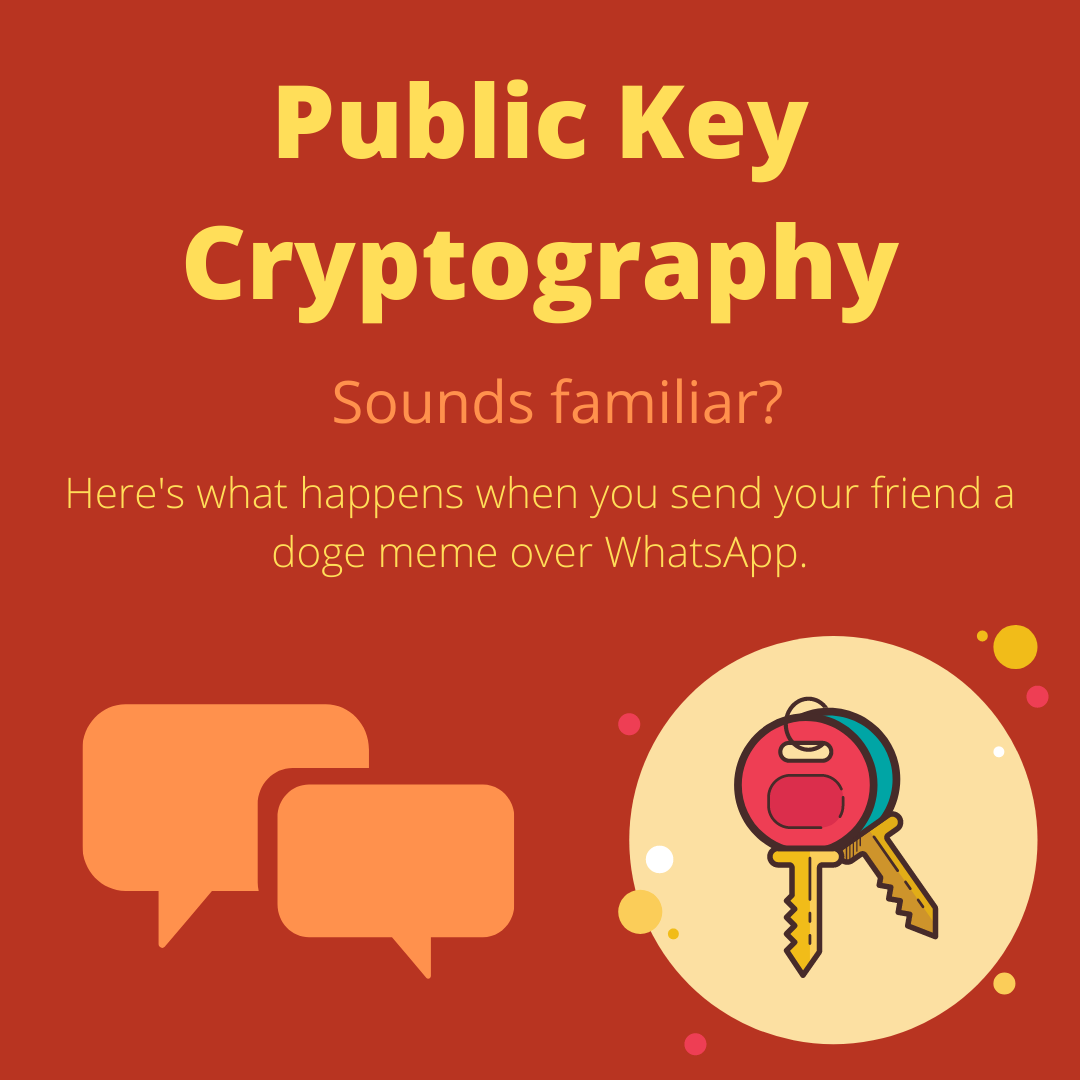 Public Key
Cryptography
Sounds familiar?
Here's what happens when you send your friend a
doge meme over WhatsApp.